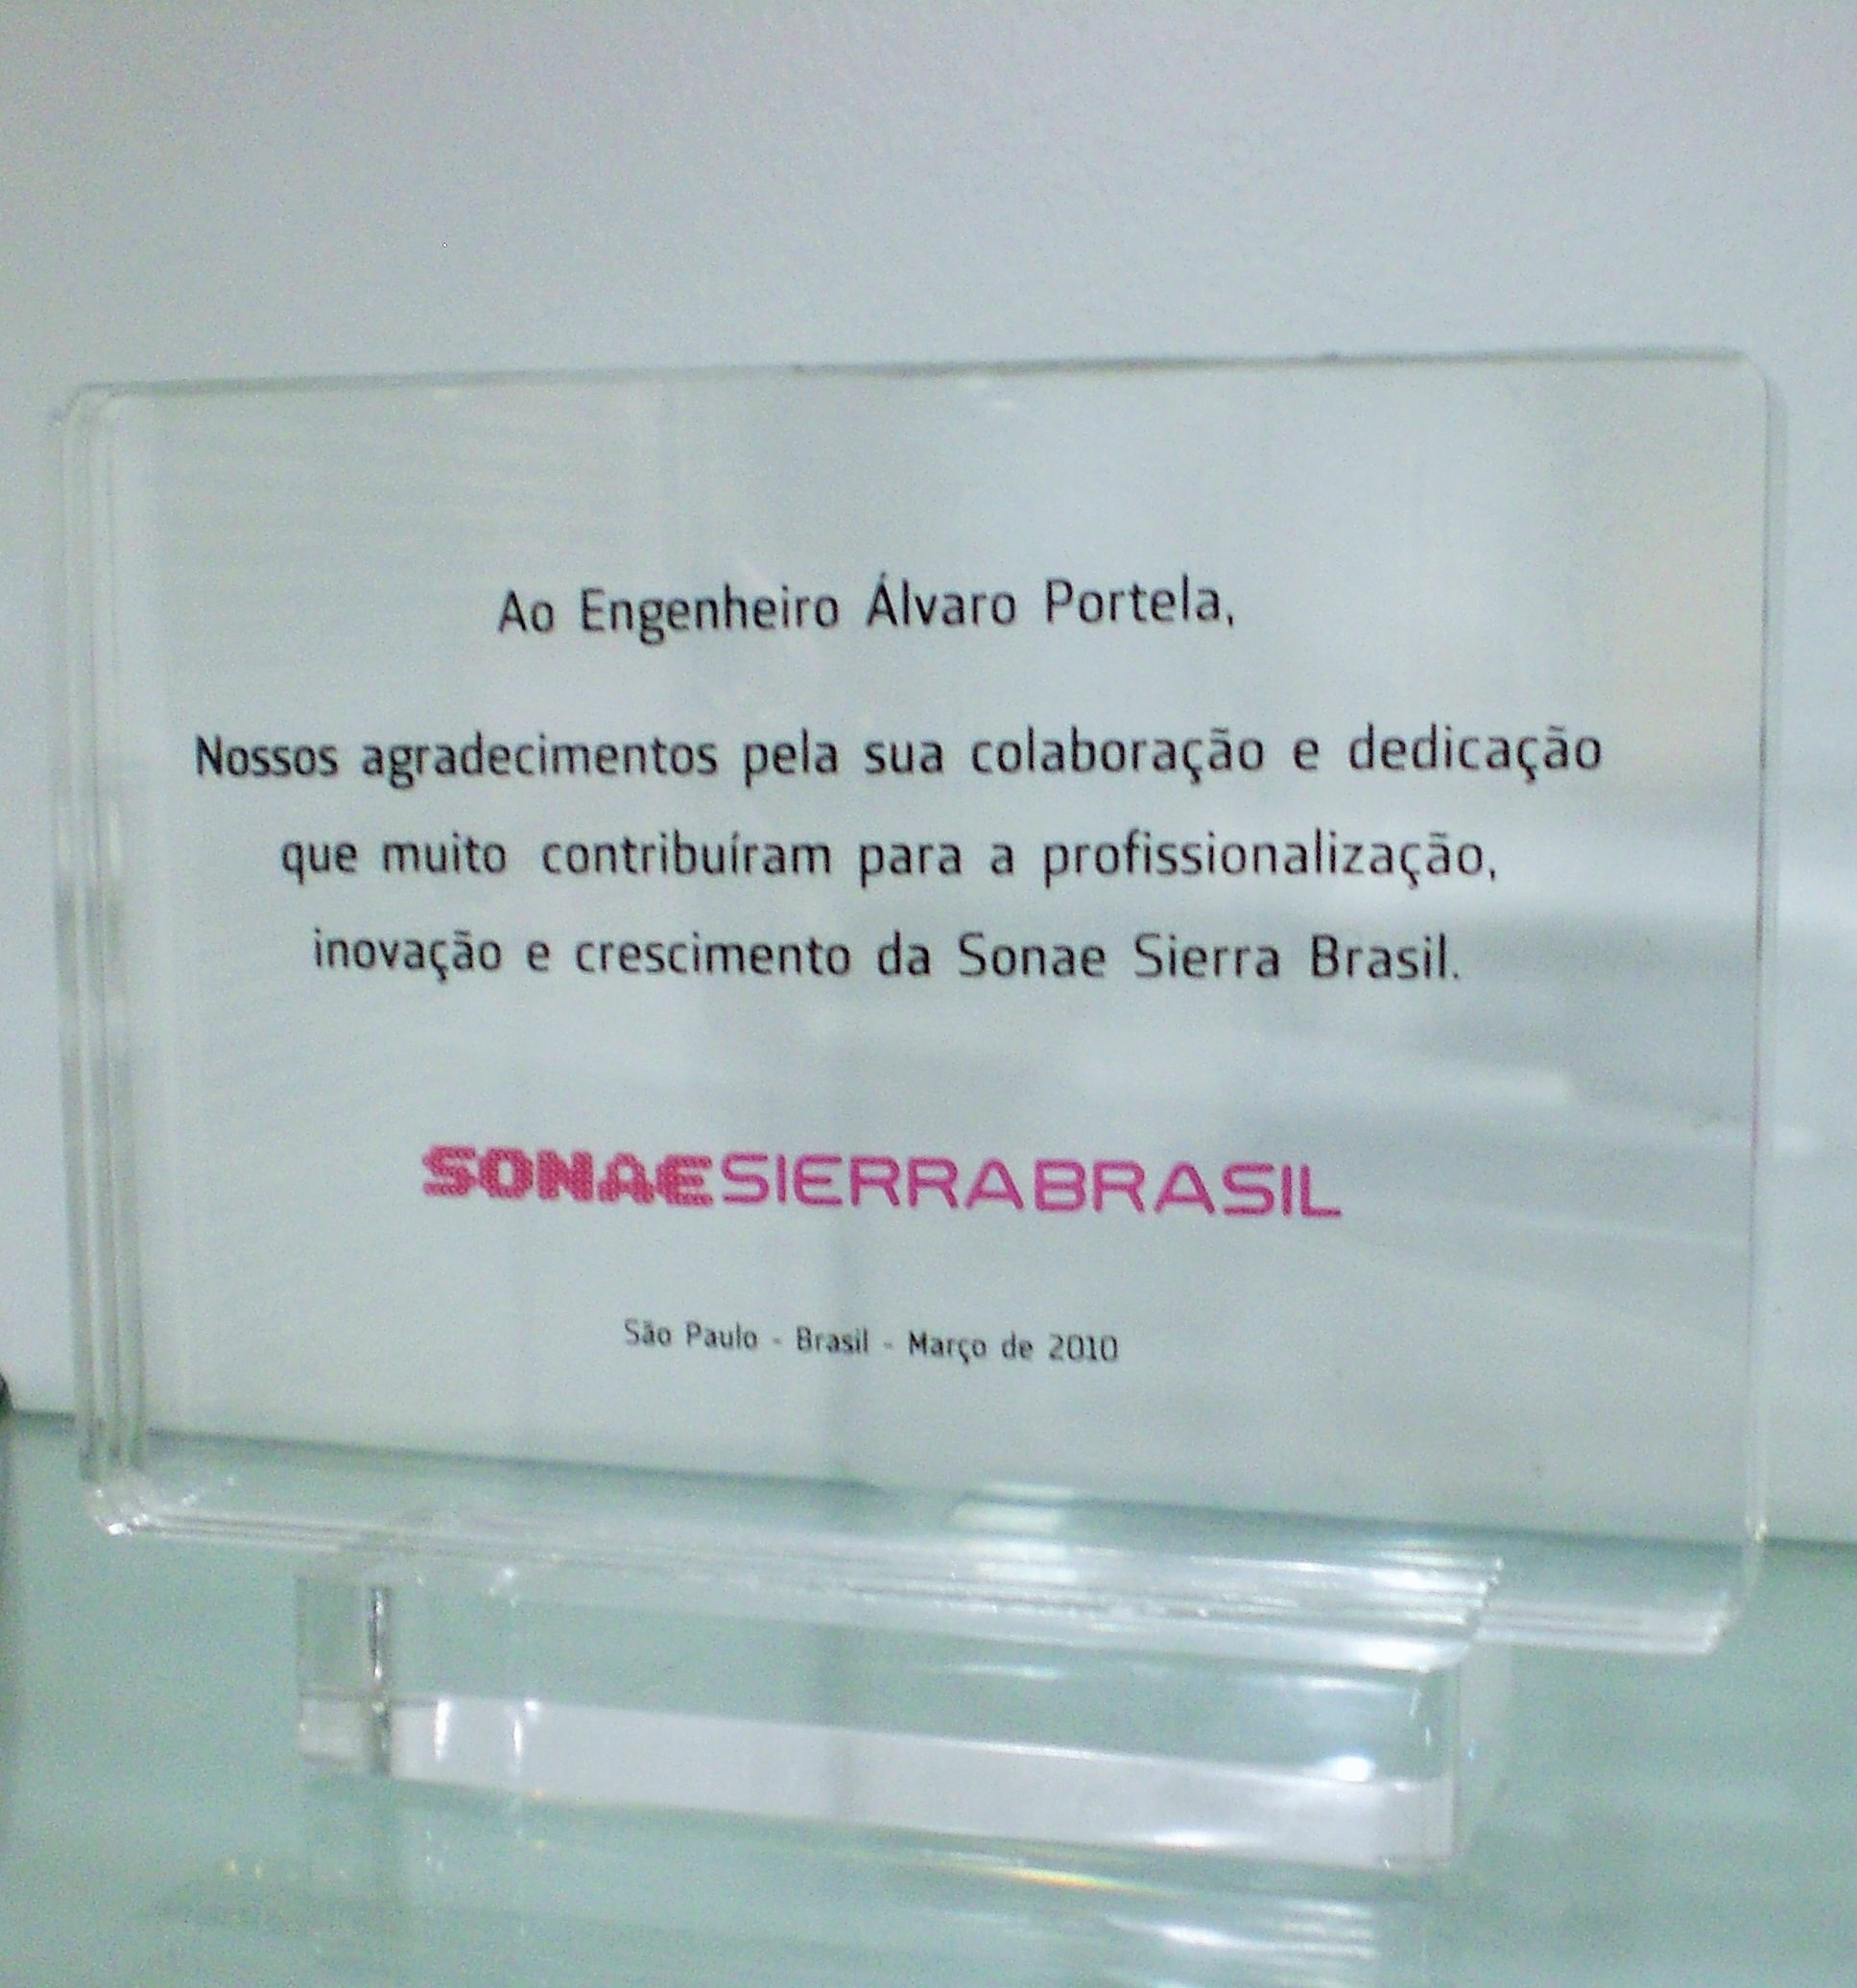 Ao Engenheiro Álvaro Portela,
Nossos agradecimentos pela sua colaboração e dedicação
que muito contribuíram para a profissionalização,
inovação e crescimento da Sonae Sierra Brasil.
SONAESIERRABRASIL
São Paulo - Brasil - Março de 2010